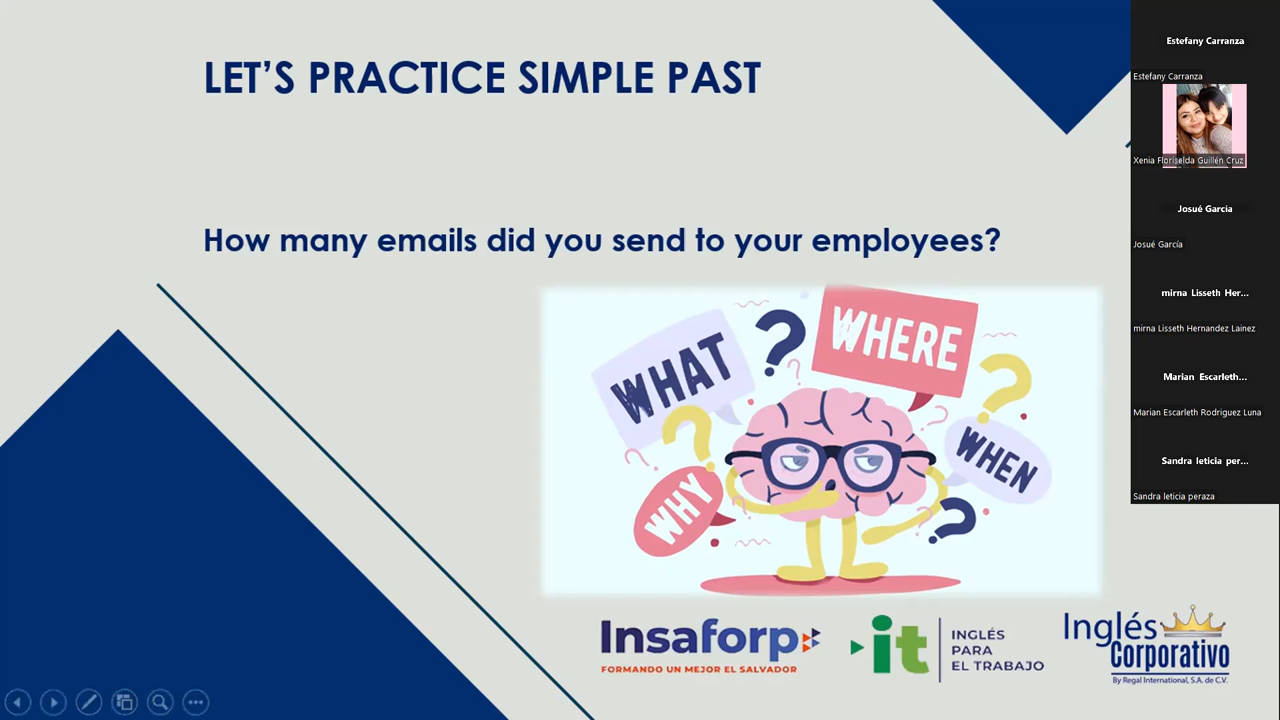 LET'S PRACTICE SIMPLE PAST
How many emails did you send to your employees?
WHAT
WHERE
WHEN
WHY
Insaforp
FORMANDO UN MEJOR EL SALVADOR
it
INGLÉS
PARA
EL TRABAJO
Inglés
Corporativo
By Regal International, S.A. de C.V.
Estefany Carranza
Estefany Carranza
Xenia Floriselda Guillén Cruz
Josué Garcia
Josué García
mirna Lisseth Her...
mirna Lisseth Hernandez Lainez
Marian Escarleth...
Marian Escarleth Rodriguez Luna
Sandra leticia per...
Sandra leticia peraza